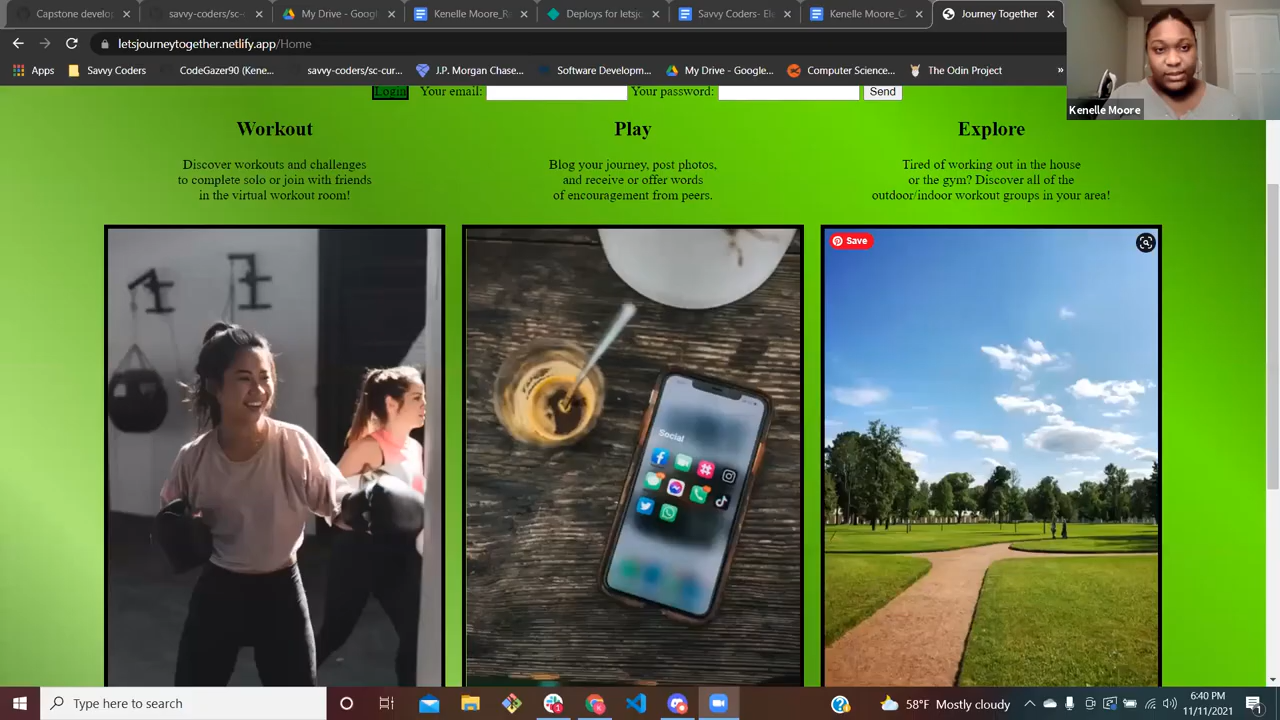 Capstone develop
savvy-coders/sc-
My Drive - Googl
Kenelle Moore_R
Deploys for letsjo
Savvy Coders- Ele
Kenelle Moore_C
Journey Together
letsjourneytogether.netlify.app/Home
Apps
Savvy Coders
CodeGazer90 (Kene...
savvy-coders/sc-cur...
J.P. Morgan Chase...
Software Developm...
My Drive - Google...
Computer Science...
The Odin Project
»
Kenelle Moore
Login Your email: Your password: Send
Workout
Discover workouts and challenges
to complete solo or join with friends
in the virtual workout room!
Play
Blog your journey, post photos,
and receive or offer words
of encouragement from peers.
Explore
Tired of working out in the house
or the gym? Discover all of the
outdoor/indoor workout groups in your area!
Save
Social
Type here to search
58°F Mostly cloudy
6:40 PM
11/11/2021